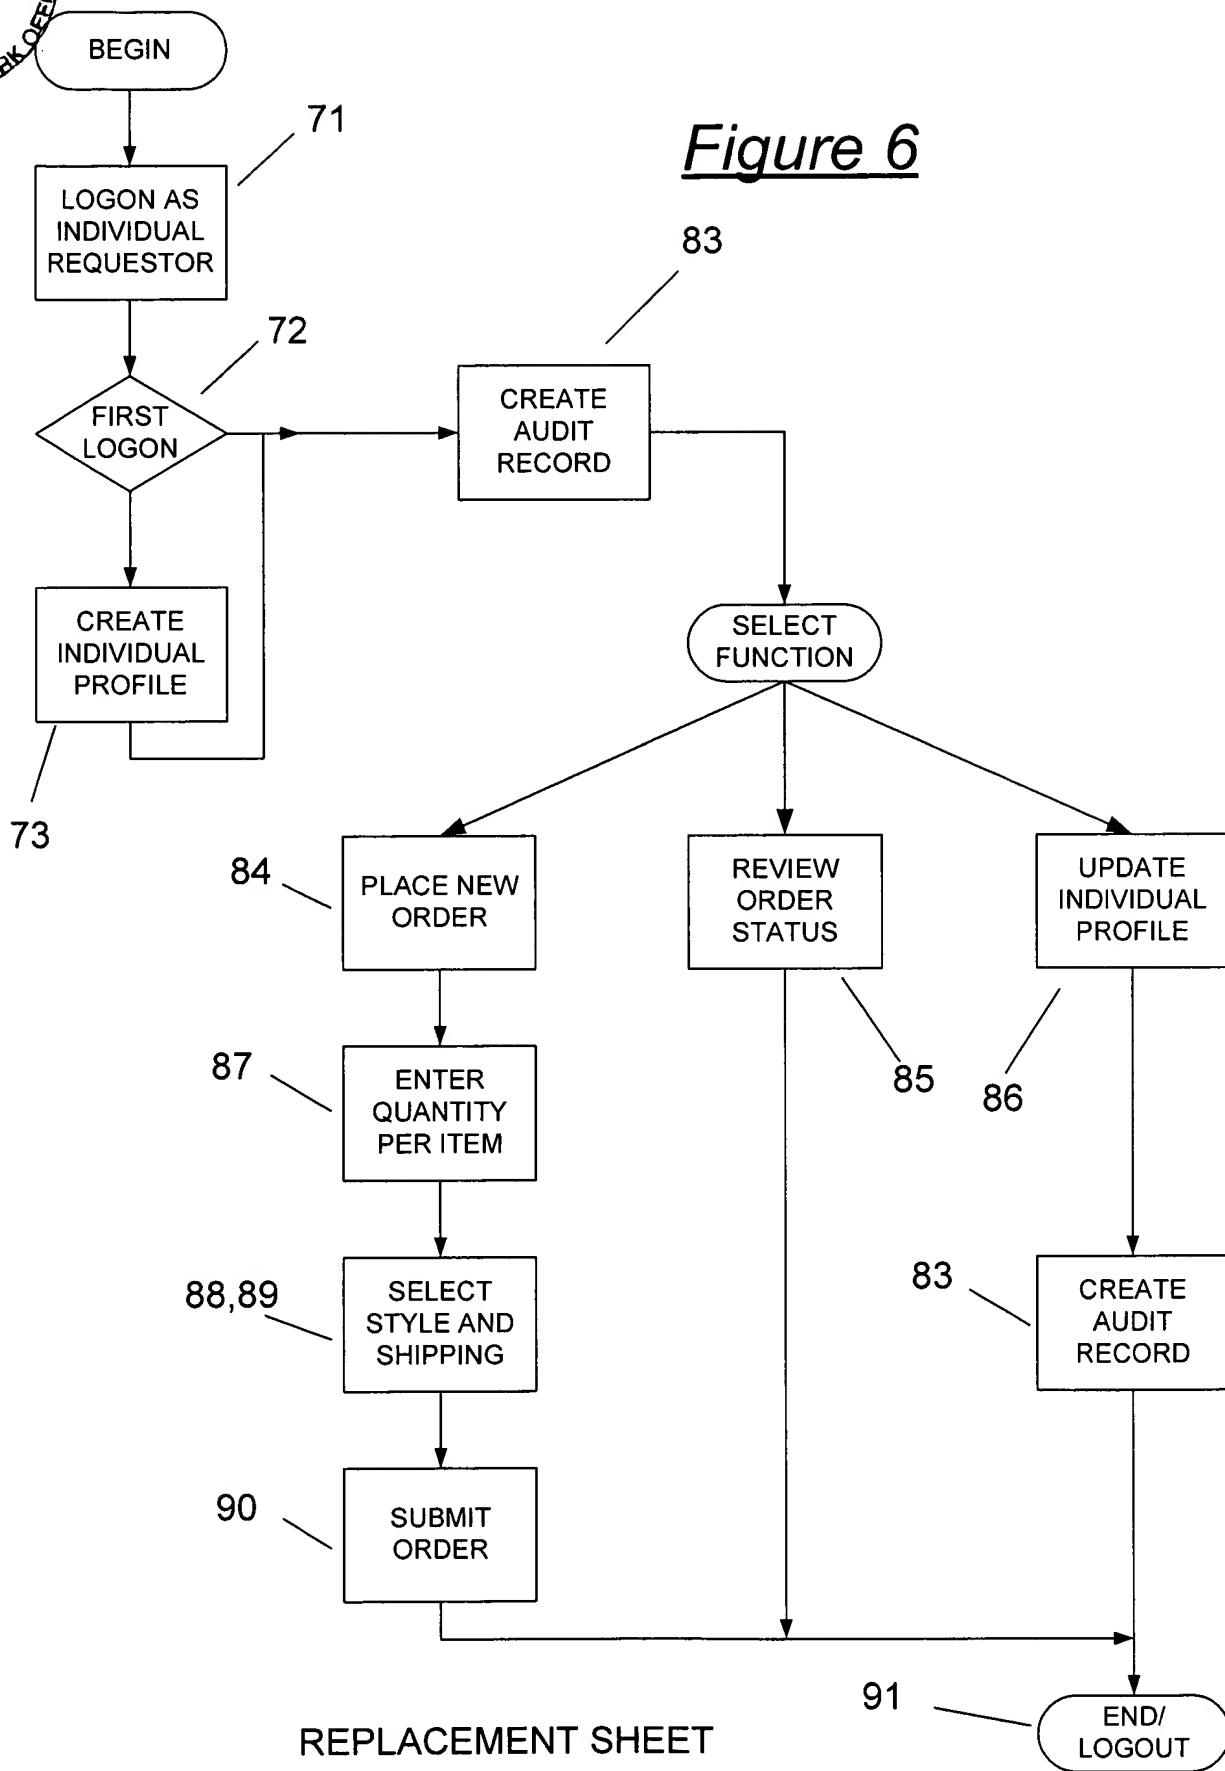 RK OFF
BEGIN
71
Figure 6
LOGON AS
INDIVIDUAL
REQUESTOR
83
72
FIRST
LOGON
CREATE
AUDIT
RECORD
CREATE
INDIVIDUAL
PROFILE
SELECT
FUNCTION
73
84
PLACE NEW
ORDER
REVIEW
ORDER
STATUS
UPDATE
INDIVIDUAL
PROFILE
87
ENTER
QUANTITY
PER ITEM
85
86
88,89
SELECT
STYLE AND
SHIPPING
83
CREATE
AUDIT
RECORD
90
SUBMIT
ORDER
91
END/
LOGOUT
REPLACEMENT SHEET